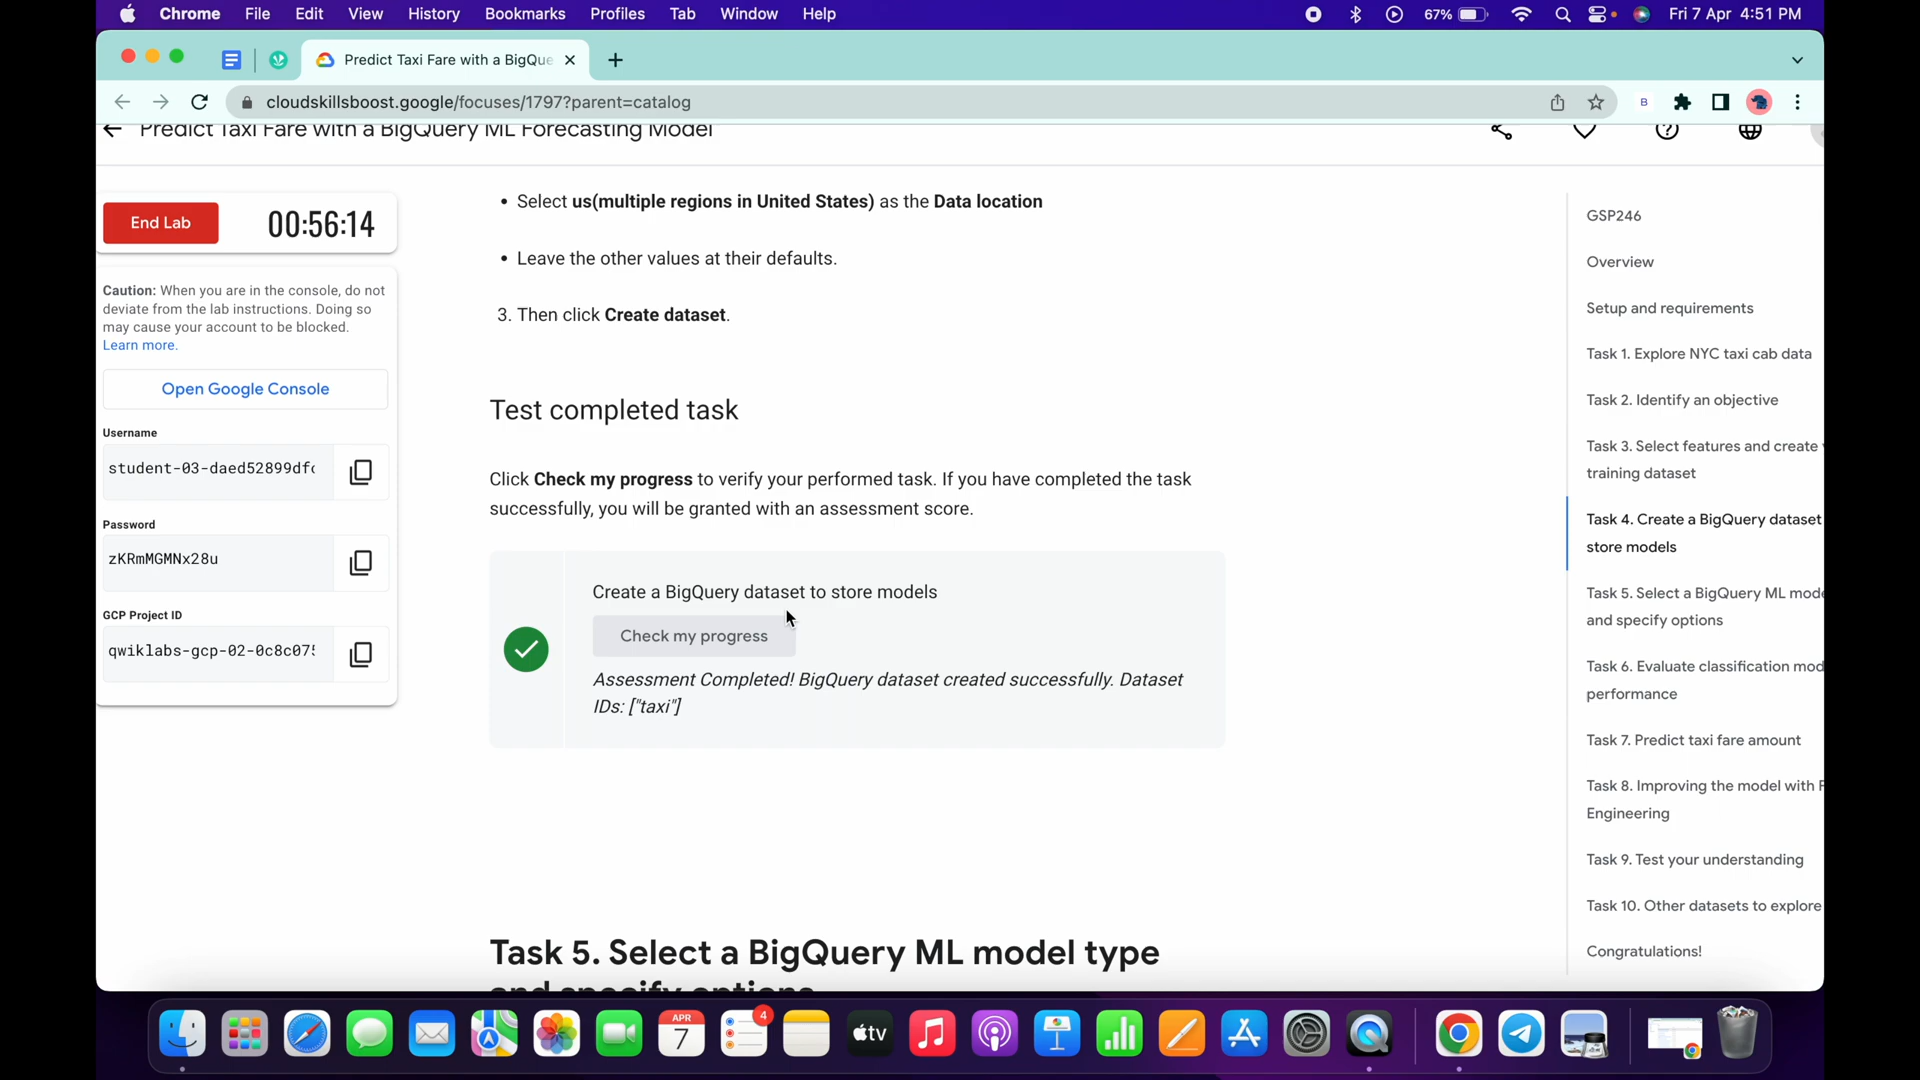 Chrome File Edit View History Bookmarks Profiles Tab Window Help 67% Fri 7 Apr 4:51 PM
Predict Taxi Fare with a BigQue
cloudskillsboost.google/focuses/1797?parent=catalog B
Predict Taxi Fare with a BigQuery ML Forecasting Model
End Lab 00:56:14
Caution: When you are in the console, do not
deviate from the lab instructions. Doing so
may cause your account to be blocked.
Learn more.
Open Google Console
Username
student-03-daed52899dfc
Password
zKRmMGMNx28u
GCP Project ID
qwiklabs-gcp-02-0c8c075
• Select us(multiple regions in United States) as the Data location
• Leave the other values at their defaults.
3. Then click Create dataset.
Test completed task
Click Check my progress to verify your performed task. If you have completed the task
successfully, you will be granted with an assessment score.
Create a BigQuery dataset to store models
Check my progress
Assessment Completed! BigQuery dataset created successfully. Dataset
IDs: ["taxi"]
Task 5. Select a BigQuery ML model type
and specify options
GSP246
Overview
Setup and requirements
Task 1. Explore NYC taxi cab data
Task 2. Identify an objective
Task 3. Select features and create
training dataset
Task 4. Create a BigQuery dataset
store models
Task 5. Select a BigQuery ML mode
and specify options
Task 6. Evaluate classification mod
performance
Task 7. Predict taxi fare amount
Task 8. Improving the model with F
Engineering
Task 9. Test your understanding
Task 10. Other datasets to explore
Congratulations!
APR
7
4
tv